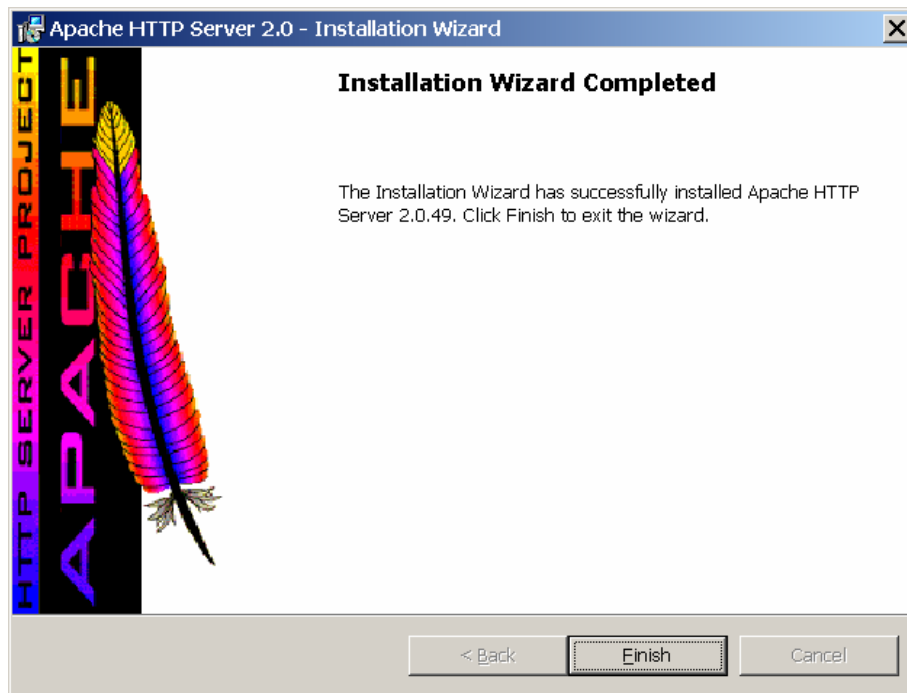 Apache HTTP Server 2.0 - Installation Wizard
HTTP SERVER PROJECT
APACHE
Installation Wizard Completed
The Installation Wizard has successfully installed Apache HTTP
Server 2.0.49. Click Finish to exit the wizard.
< Back
Finish
Cancel